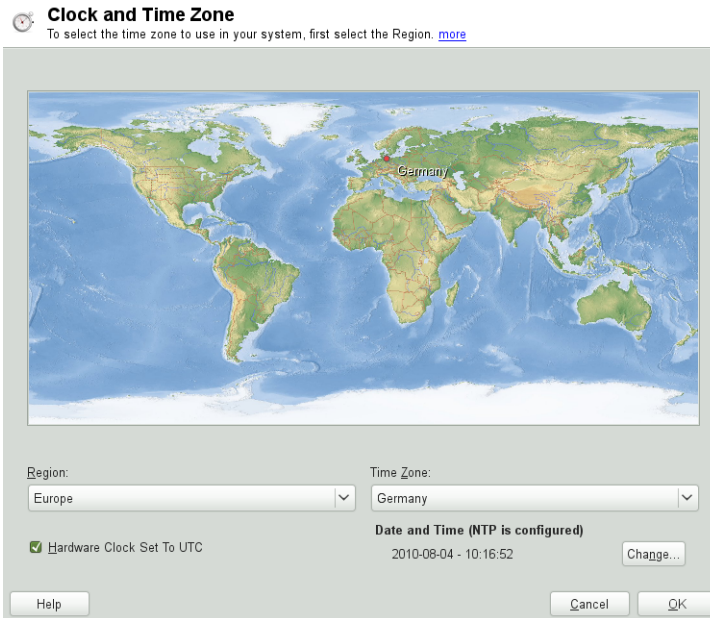 Clock and Time Zone
To select the time zone to use in your system, first select the Region. more
Germany
Region:
Time Zone:
Europe
Germany
Hardware Clock Set To UTC
Date and Time (NTP is configured)
2010-08-04 - 10:16:52
Change...
Help
Cancel
OK